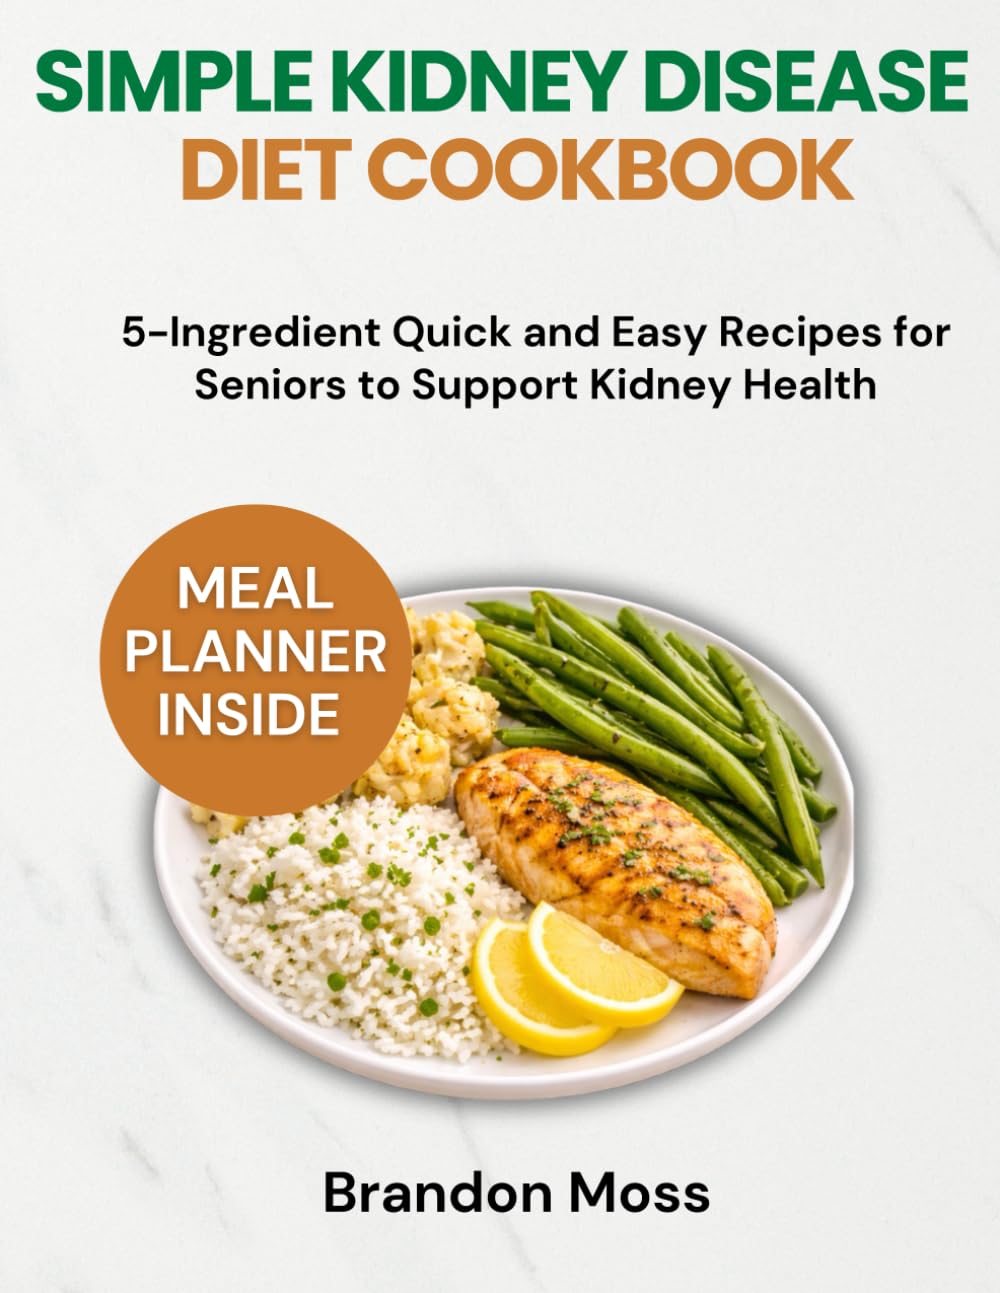 SIMPLE KIDNEY DISEASE
DIET COOKBOOK
5-Ingredient Quick and Easy Recipes for
Seniors to Support Kidney Health
MEAL
PLANNER
INSIDE
Brandon Moss